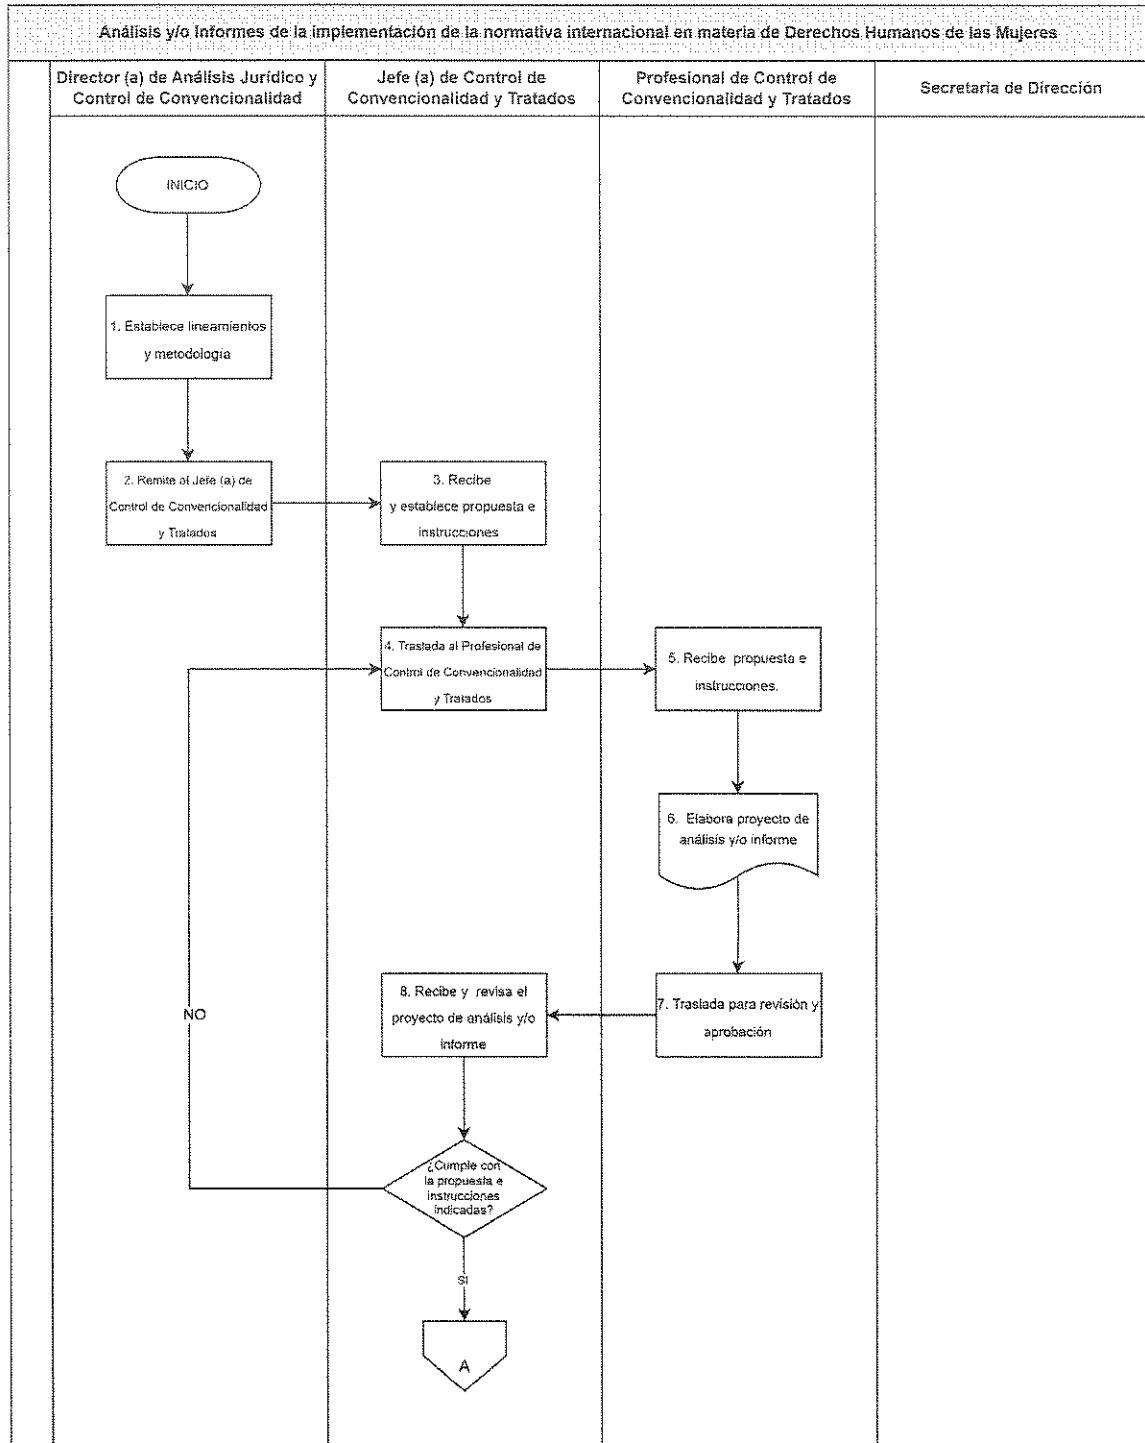 Análisis y/o Informes de la implementación de la normativa internacional en materia de Derechos Humanos de las Mujeres
Director (a) de Análisis Jurídico y
Control de Convencionalidad
Jefe (a) de Control de
Convencionalidad y Tratados
Profesional de Control de
Convencionalidad y Tratados
Secretaria de Dirección
INICIO
1. Establece lineamientos
y metodología
2. Remite al Jefe (a) de
Control de Convencionalidad
y Tratados
3. Recibe
y establece propuesta e
instrucciones
4. Traslada al Profesional de
Control de Convencionalidad
y Tratados
5. Recibe propuesta e
instrucciones.
6. Elabora proyecto de
análisis y/o informe
7. Traslada para revisión y
aprobación
8. Recibe y revisa el
proyecto de análisis y/o
informe
NO
¿Cumple con
la propuesta e
instrucciones
indicadas?
SI
A